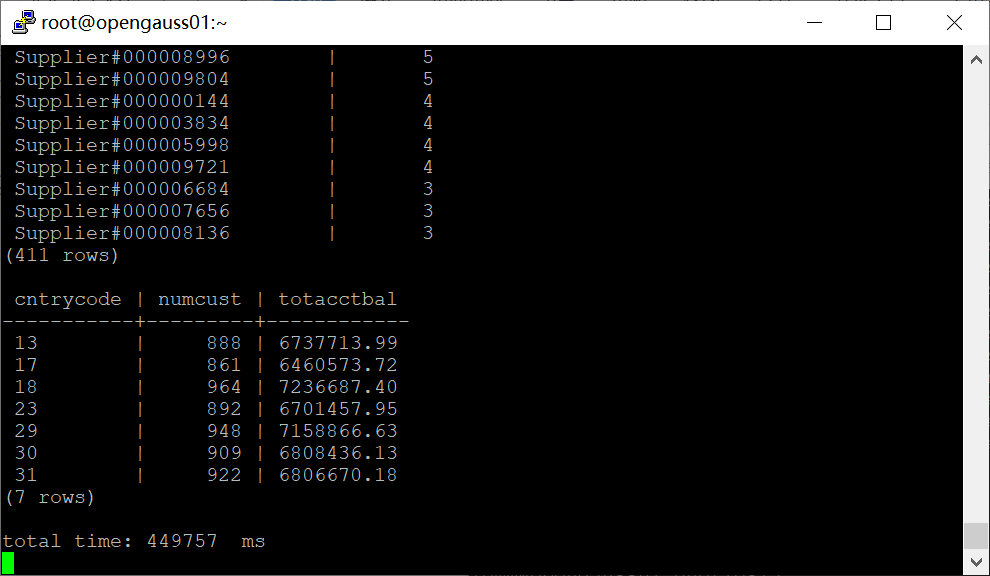 root@opengauss01:~
Supplier#000008996 | 5
Supplier#000009804 | 5
Supplier#000000144 | 4
Supplier#000003834 | 4
Supplier#000005998 | 4
Supplier#000009721 | 4
Supplier#000006684 | 3
Supplier#000007656 | 3
Supplier#000008136 | 3
(411 rows)
cntrycode | numcust | totacctbal
-----------+---------+------------
13 | 888 | 6737713.99
17 | 861 | 6460573.72
18 | 964 | 7236687.40
23 | 892 | 6701457.95
29 | 948 | 7158866.63
30 | 909 | 6808436.13
31 | 922 | 6806670.18
(7 rows)
total time: 449757  ms